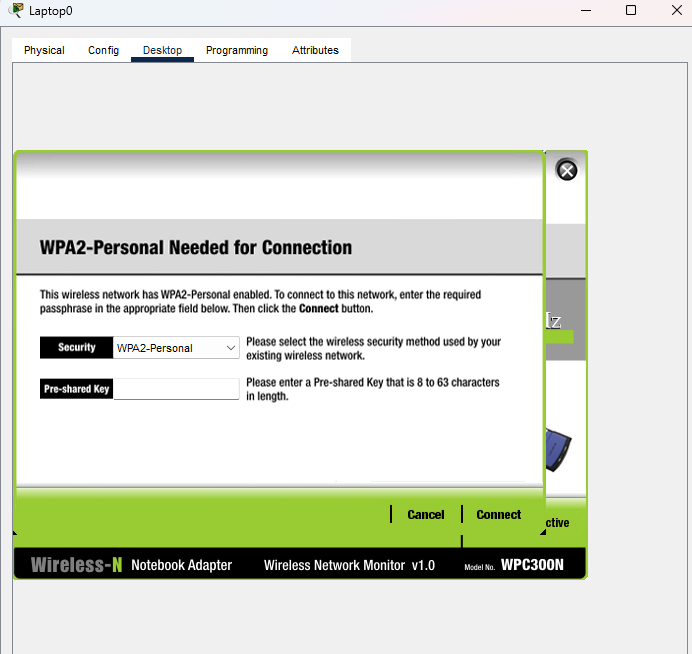 Laptop0
Physical Config Desktop Programming Attributes
WPA2-Personal Needed for Connection
This wireless network has WPA2-Personal enabled. To connect to this network, enter the required
passphrase in the appropriate field below. Then click the Connect button.
Security WPA2-Personal Please select the wireless security method used by your
existing wireless network.
Pre-shared Key Please enter a Pre-shared Key that is 8 to 63 characters
in length.
Cancel Connect
Wireless-N Notebook Adapter Wireless Network Monitor v1.0 Model No. WPC300N